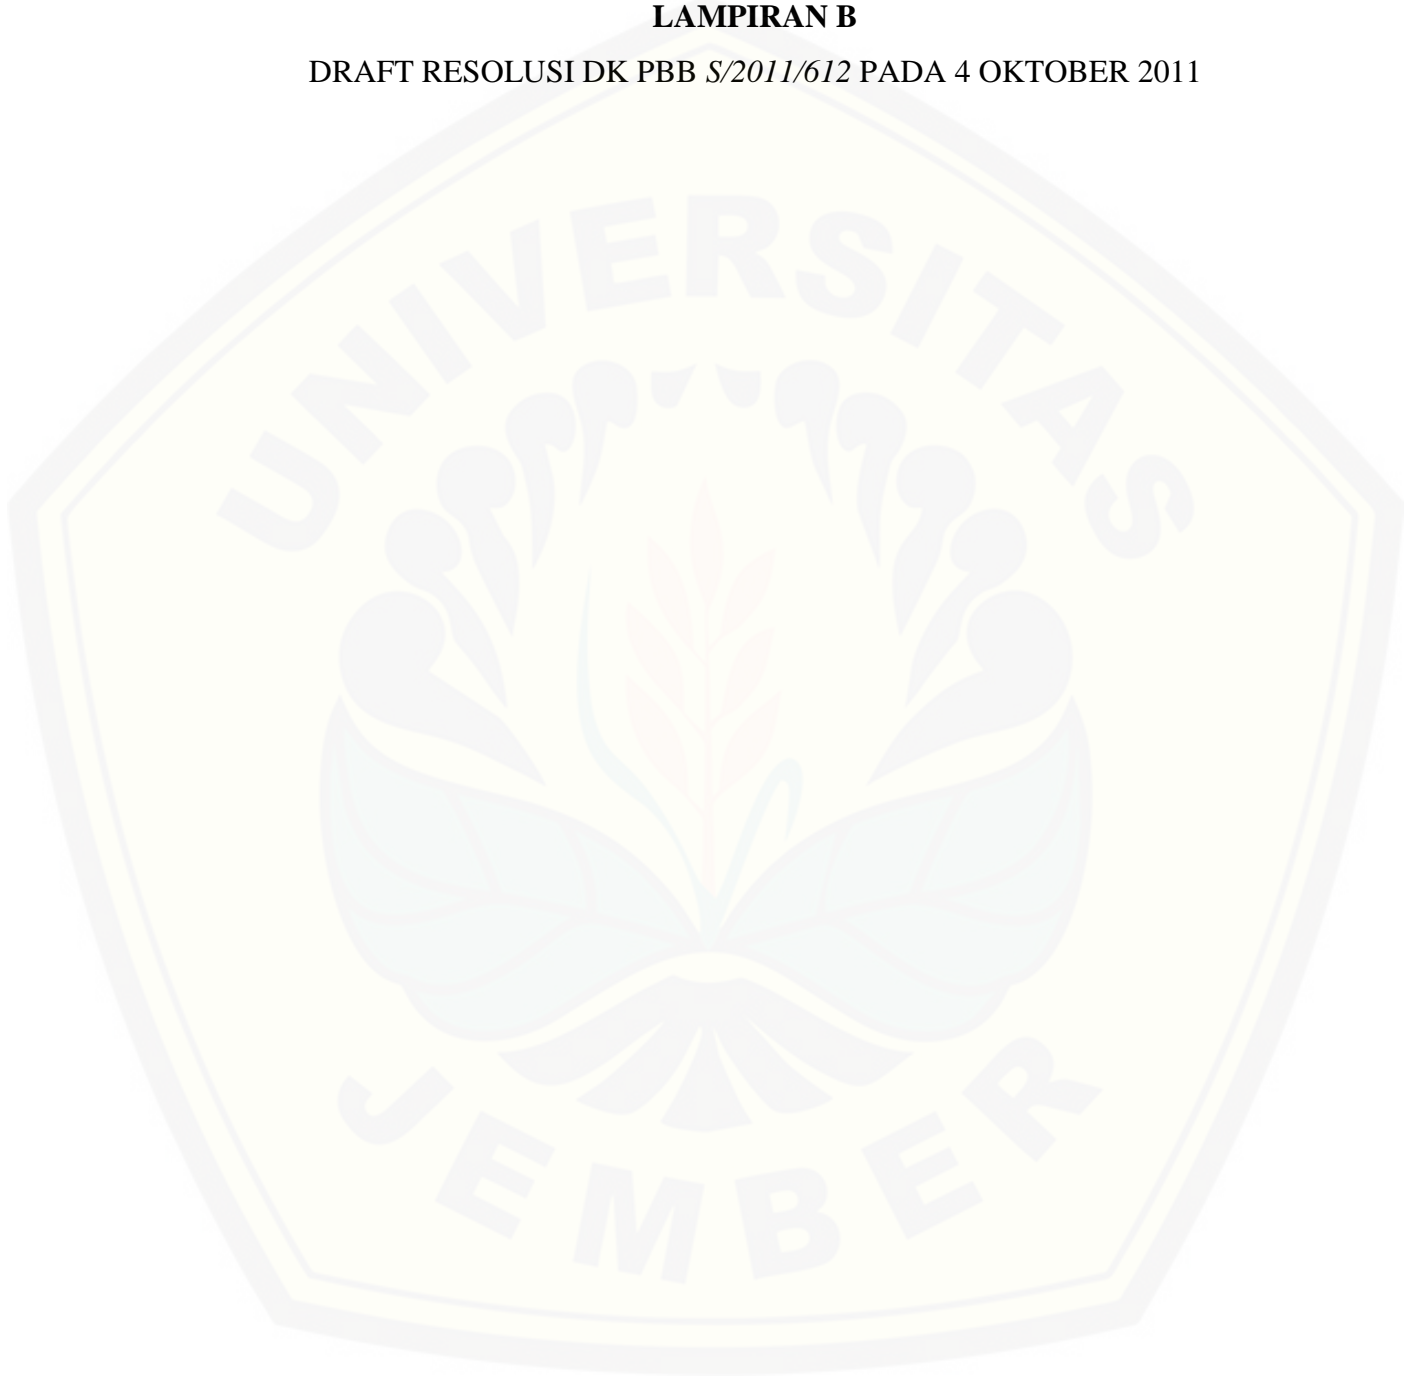 LAMPIRAN B
DRAFT RESOLUSI DK PBB S/2011/612 PADA 4 OKTOBER 2011
UNIVERSITAS
JEMBER